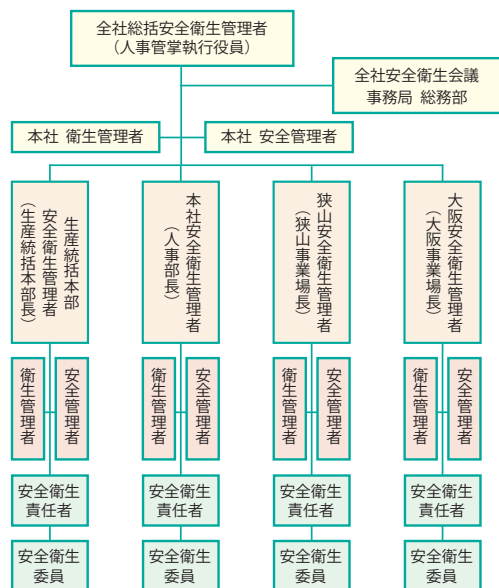 全社総括安全衛生管理者
（人事管掌執行役員）
全社安全衛生会議
事務局 総務部
本社 衛生管理者
本社 安全管理者
生産統括本部
安全衛生管理者
（生産統括本部長）
本社安全衛生管理者
（人事部長）
狭山安全衛生管理者
（狭山事業場長）
大阪安全衛生管理者
（大阪事業場長）
衛生管理者
安全管理者
衛生管理者
安全管理者
衛生管理者
安全管理者
衛生管理者
安全管理者
安全衛生
責任者
安全衛生
責任者
安全衛生
責任者
安全衛生
責任者
安全衛生
委員
安全衛生
委員
安全衛生
委員
安全衛生
委員